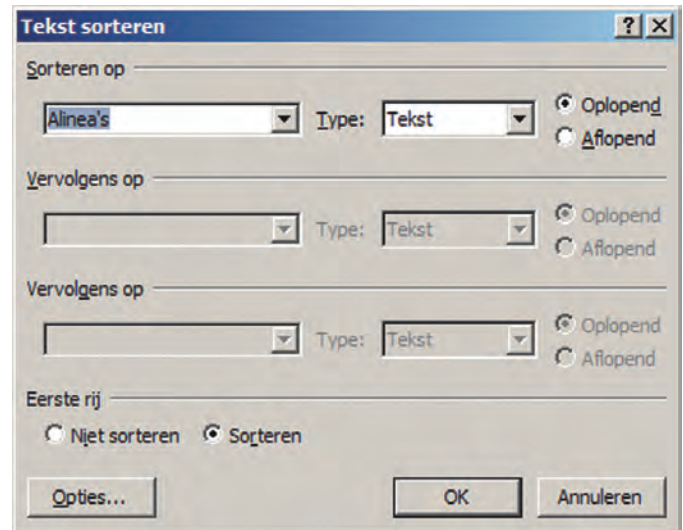 Tekst sorteren
Sorteren op
Alinea's Type: Tekst Oplopend
Aflopend
Vervolgens op
Type: Tekst Oplopend
Aflopend
Vervolgens op
Type: Tekst Oplopend
Aflopend
Eerste rij
Niet sorteren Sorteren
Opties... OK Annuleren